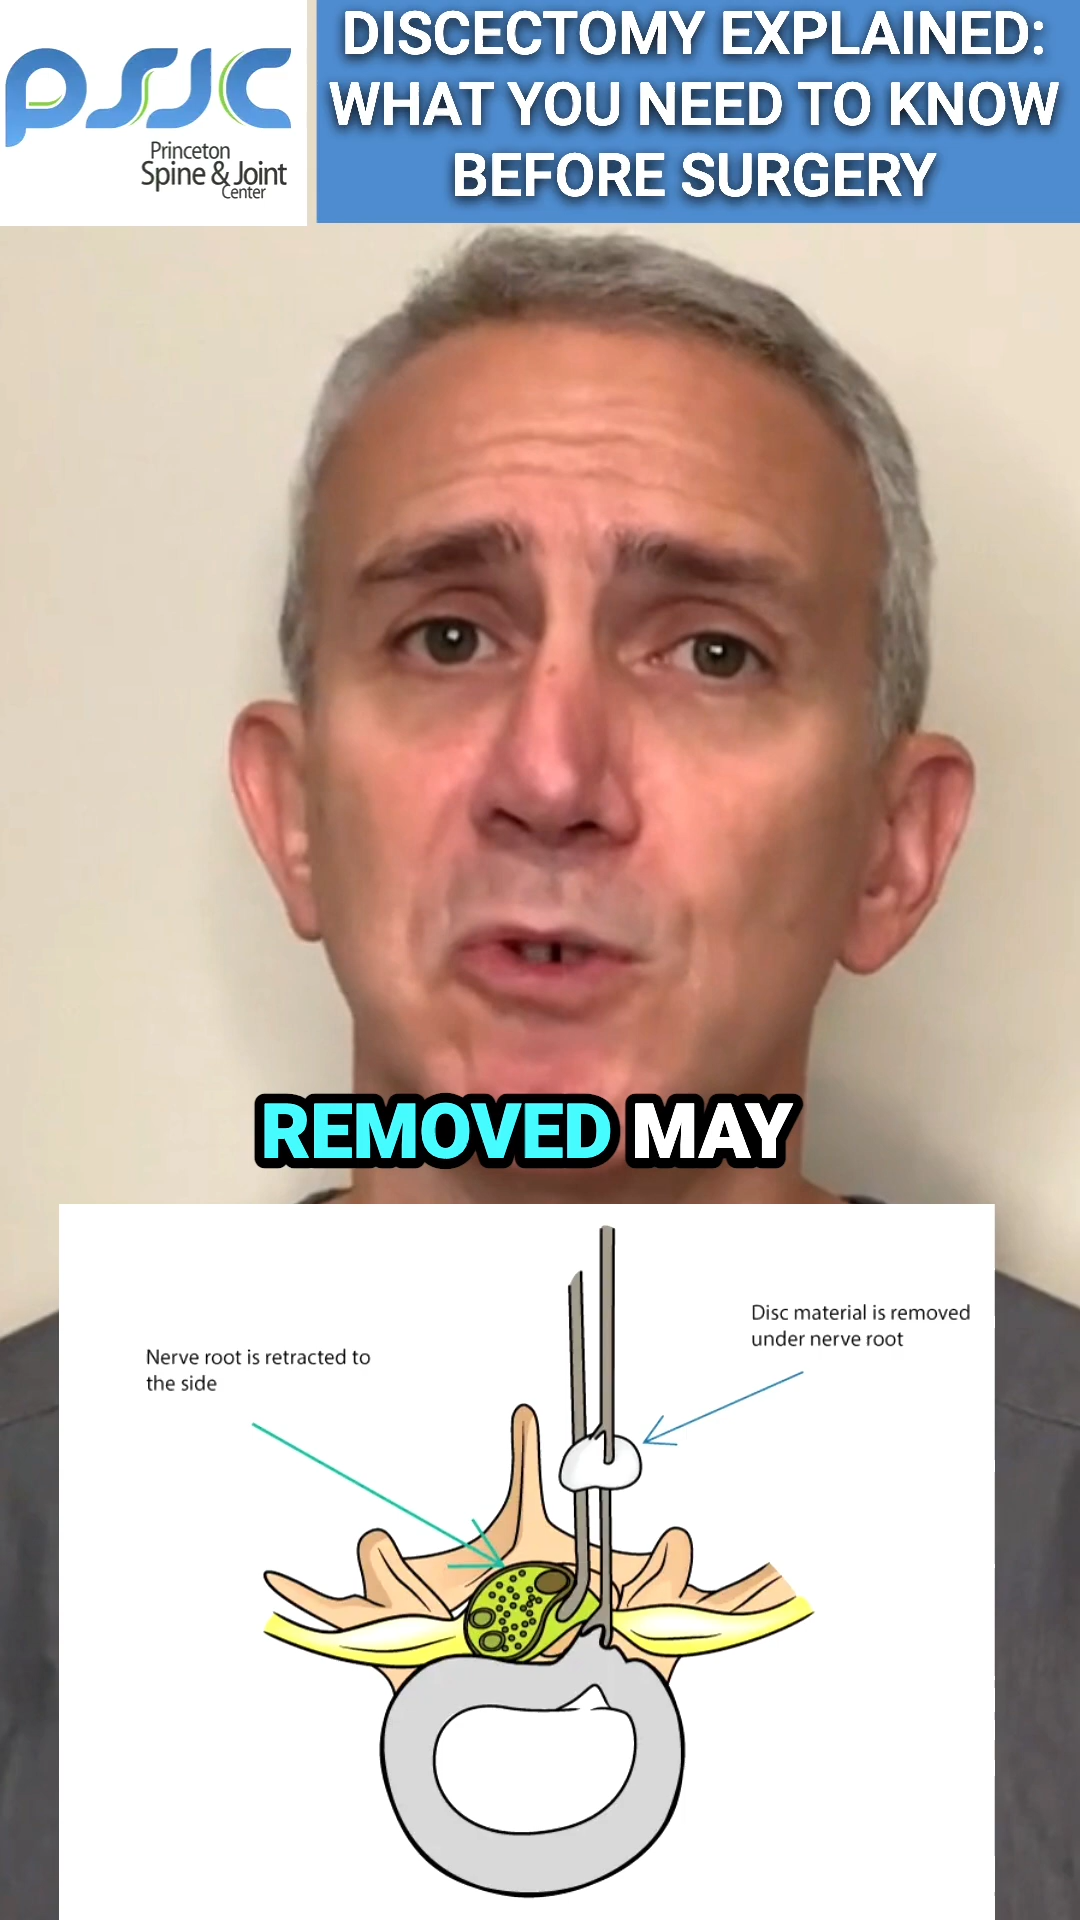 PSJC
Princeton
Spine & Joint
Center
DISCECTOMY EXPLAINED:
WHAT YOU NEED TO KNOW
BEFORE SURGERY
REMOVED MAY
Disc material is removed
under nerve root
Nerve root is retracted to
the side